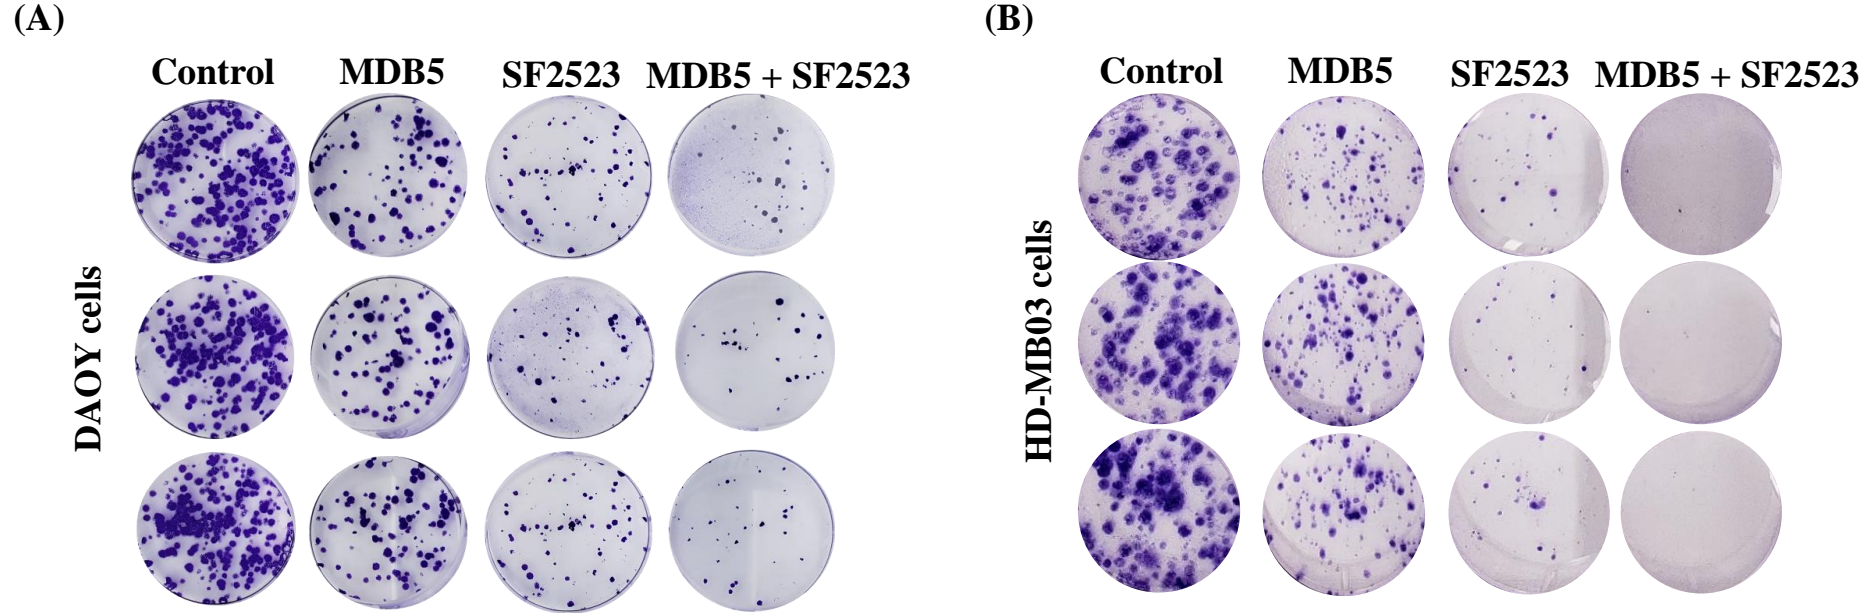 (A)
Control MDB5 SF2523 MDB5 + SF2523
DAOY cells
(B)
Control MDB5 SF2523 MDB5 + SF2523
HD-MB03 cells